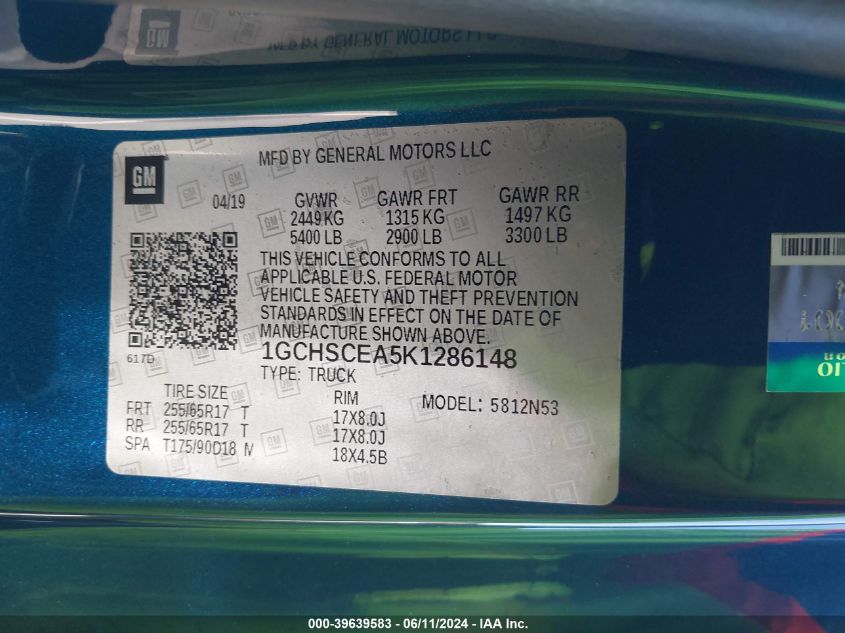 MFD BY GENERAL MOTORS LLC
GM
04/19
GVWR GAWR FRT GAWR RR
2449 KG 1315 KG 1497 KG
5400 LB 2900 LB 3300 LB
THIS VEHICLE CONFORMS TO ALL
APPLICABLE U.S. FEDERAL MOTOR
VEHICLE SAFETY AND THEFT PREVENTION
STANDARDS IN EFFECT ON THE DATE OF
MANUFACTURE SHOWN ABOVE.
617D
1GCHSCEA5K1286148
TYPE: TRUCK
TIRE SIZE RIM MODEL: 5812N53
FRT 255/65R17 T 17X8.0J
RR 255/65R17 T 17X8.0J
SPA T175/90D18 M 18X4.5B
000-39639583 - 06/11/2024 - IAA Inc.